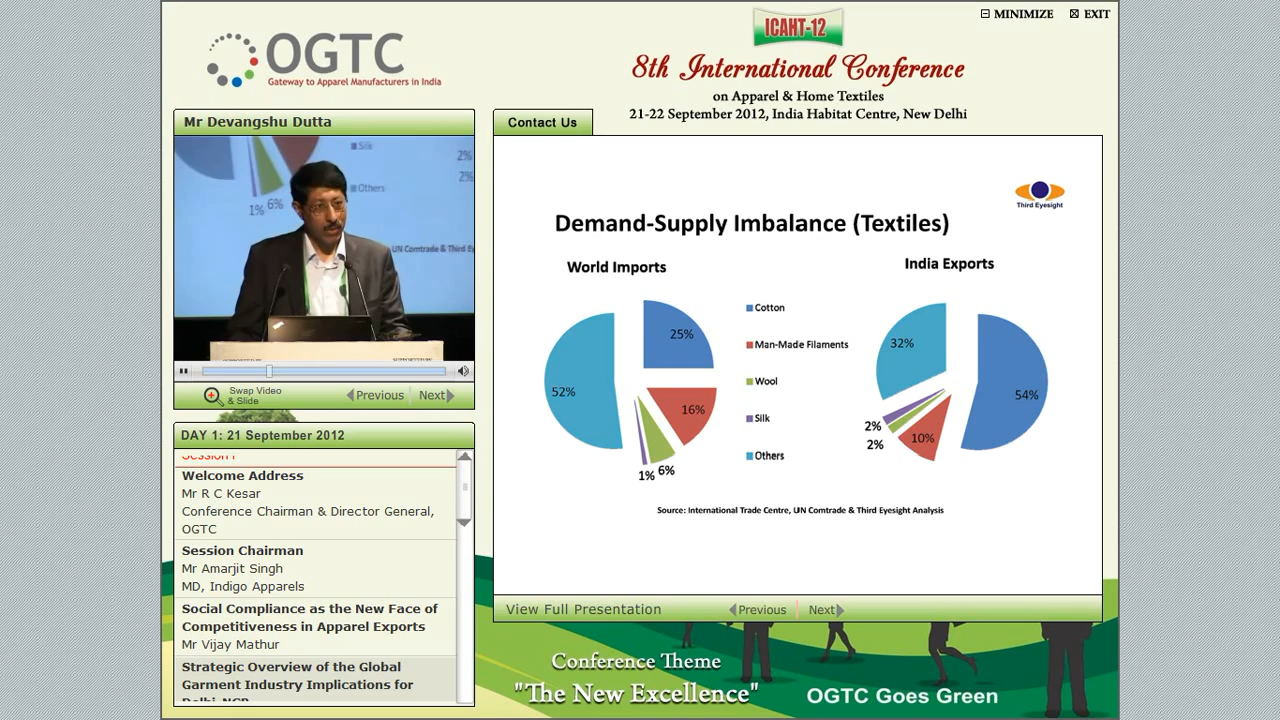 MINIMIZE
EXIT
ICAHT-12
OGTC
Gateway to Apparel Manufacturers in India
8th International Conference
on Apparel & Home Textiles
21-22 September 2012, India Habitat Centre, New Delhi
Mr Devangshu Dutta
Silk
2%
2%
Others
1% 6%
UN Comtrade & Third Ey
Swap Video
& Slide
Previous
Next
DAY 1: 21 September 2012
Session I
Welcome Address
Mr R C Kesar
Conference Chairman & Director General,
OGTC
Session Chairman
Mr Amarjit Singh
MD, Indigo Apparels
Social Compliance as the New Face of
Competitiveness in Apparel Exports
Mr Vijay Mathur
Strategic Overview of the Global
Garment Industry Implications for
Delhi-NCR
Contact Us
Third Eyesight
Demand-Supply Imbalance (Textiles)
World Imports
India Exports
25%
52%
16%
1%
6%
Cotton
Man-Made Filaments
Wool
Silk
Others
32%
54%
2%
2%
10%
Source: International Trade Centre, UN Comtrade & Third Eyesight Analysis
View Full Presentation
Previous
Next
Conference Theme
"The New Excellence"
OGTC Goes Green